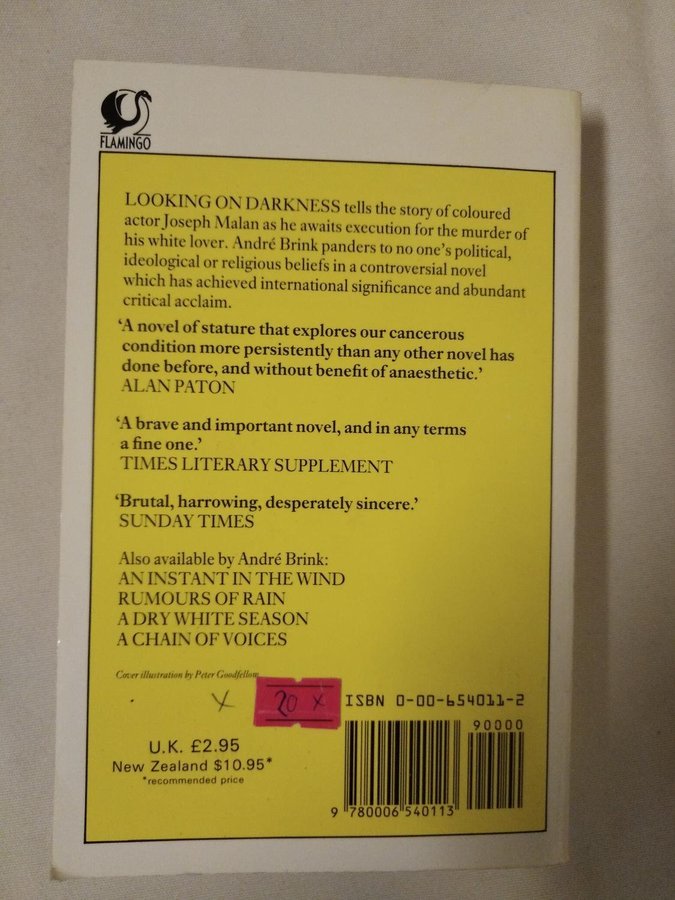 FLAMINGO
LOOKING ON DARKNESS tells the story of coloured
actor Joseph Malan as he awaits execution for the murder of
his white lover. André Brink panders to no one's political,
ideological or religious beliefs in a controversial novel
which has achieved international significance and abundant
critical acclaim.
‘A novel of stature that explores our cancerous
condition more persistently than any other novel has
done before, and without benefit of anaesthetic.’
ALAN PATON
‘A brave and important novel, and in any terms
a fine one.’
TIMES LITERARY SUPPLEMENT
‘Brutal, harrowing, desperately sincere.’
SUNDAY TIMES
Also available by André Brink:
AN INSTANT IN THE WIND
RUMOURS OF RAIN
A DRY WHITE SEASON
A CHAIN OF VOICES
Cover illustration by Peter Goodfellow
X 20 X ISBN 0-00-654011-2
90000
U.K. £2.95
New Zealand $10.95*
*recommended price
9 780006 540113